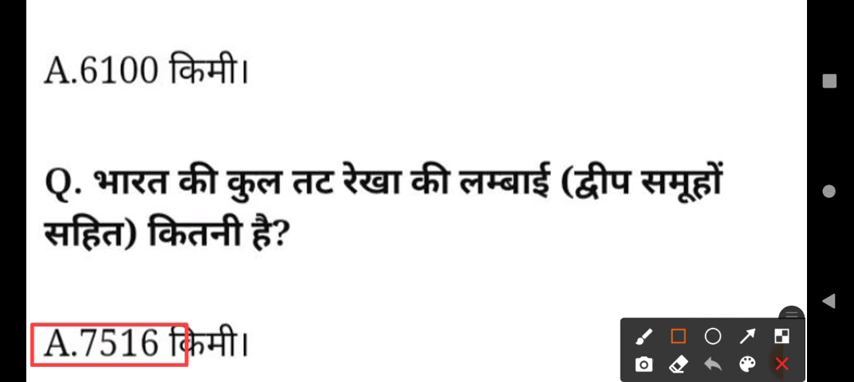 A.6100 किमी।
Q. भारत की कुल तट रेखा की लम्बाई (द्वीप समूहों
सहित) कितनी है?
A.7516 किमी।